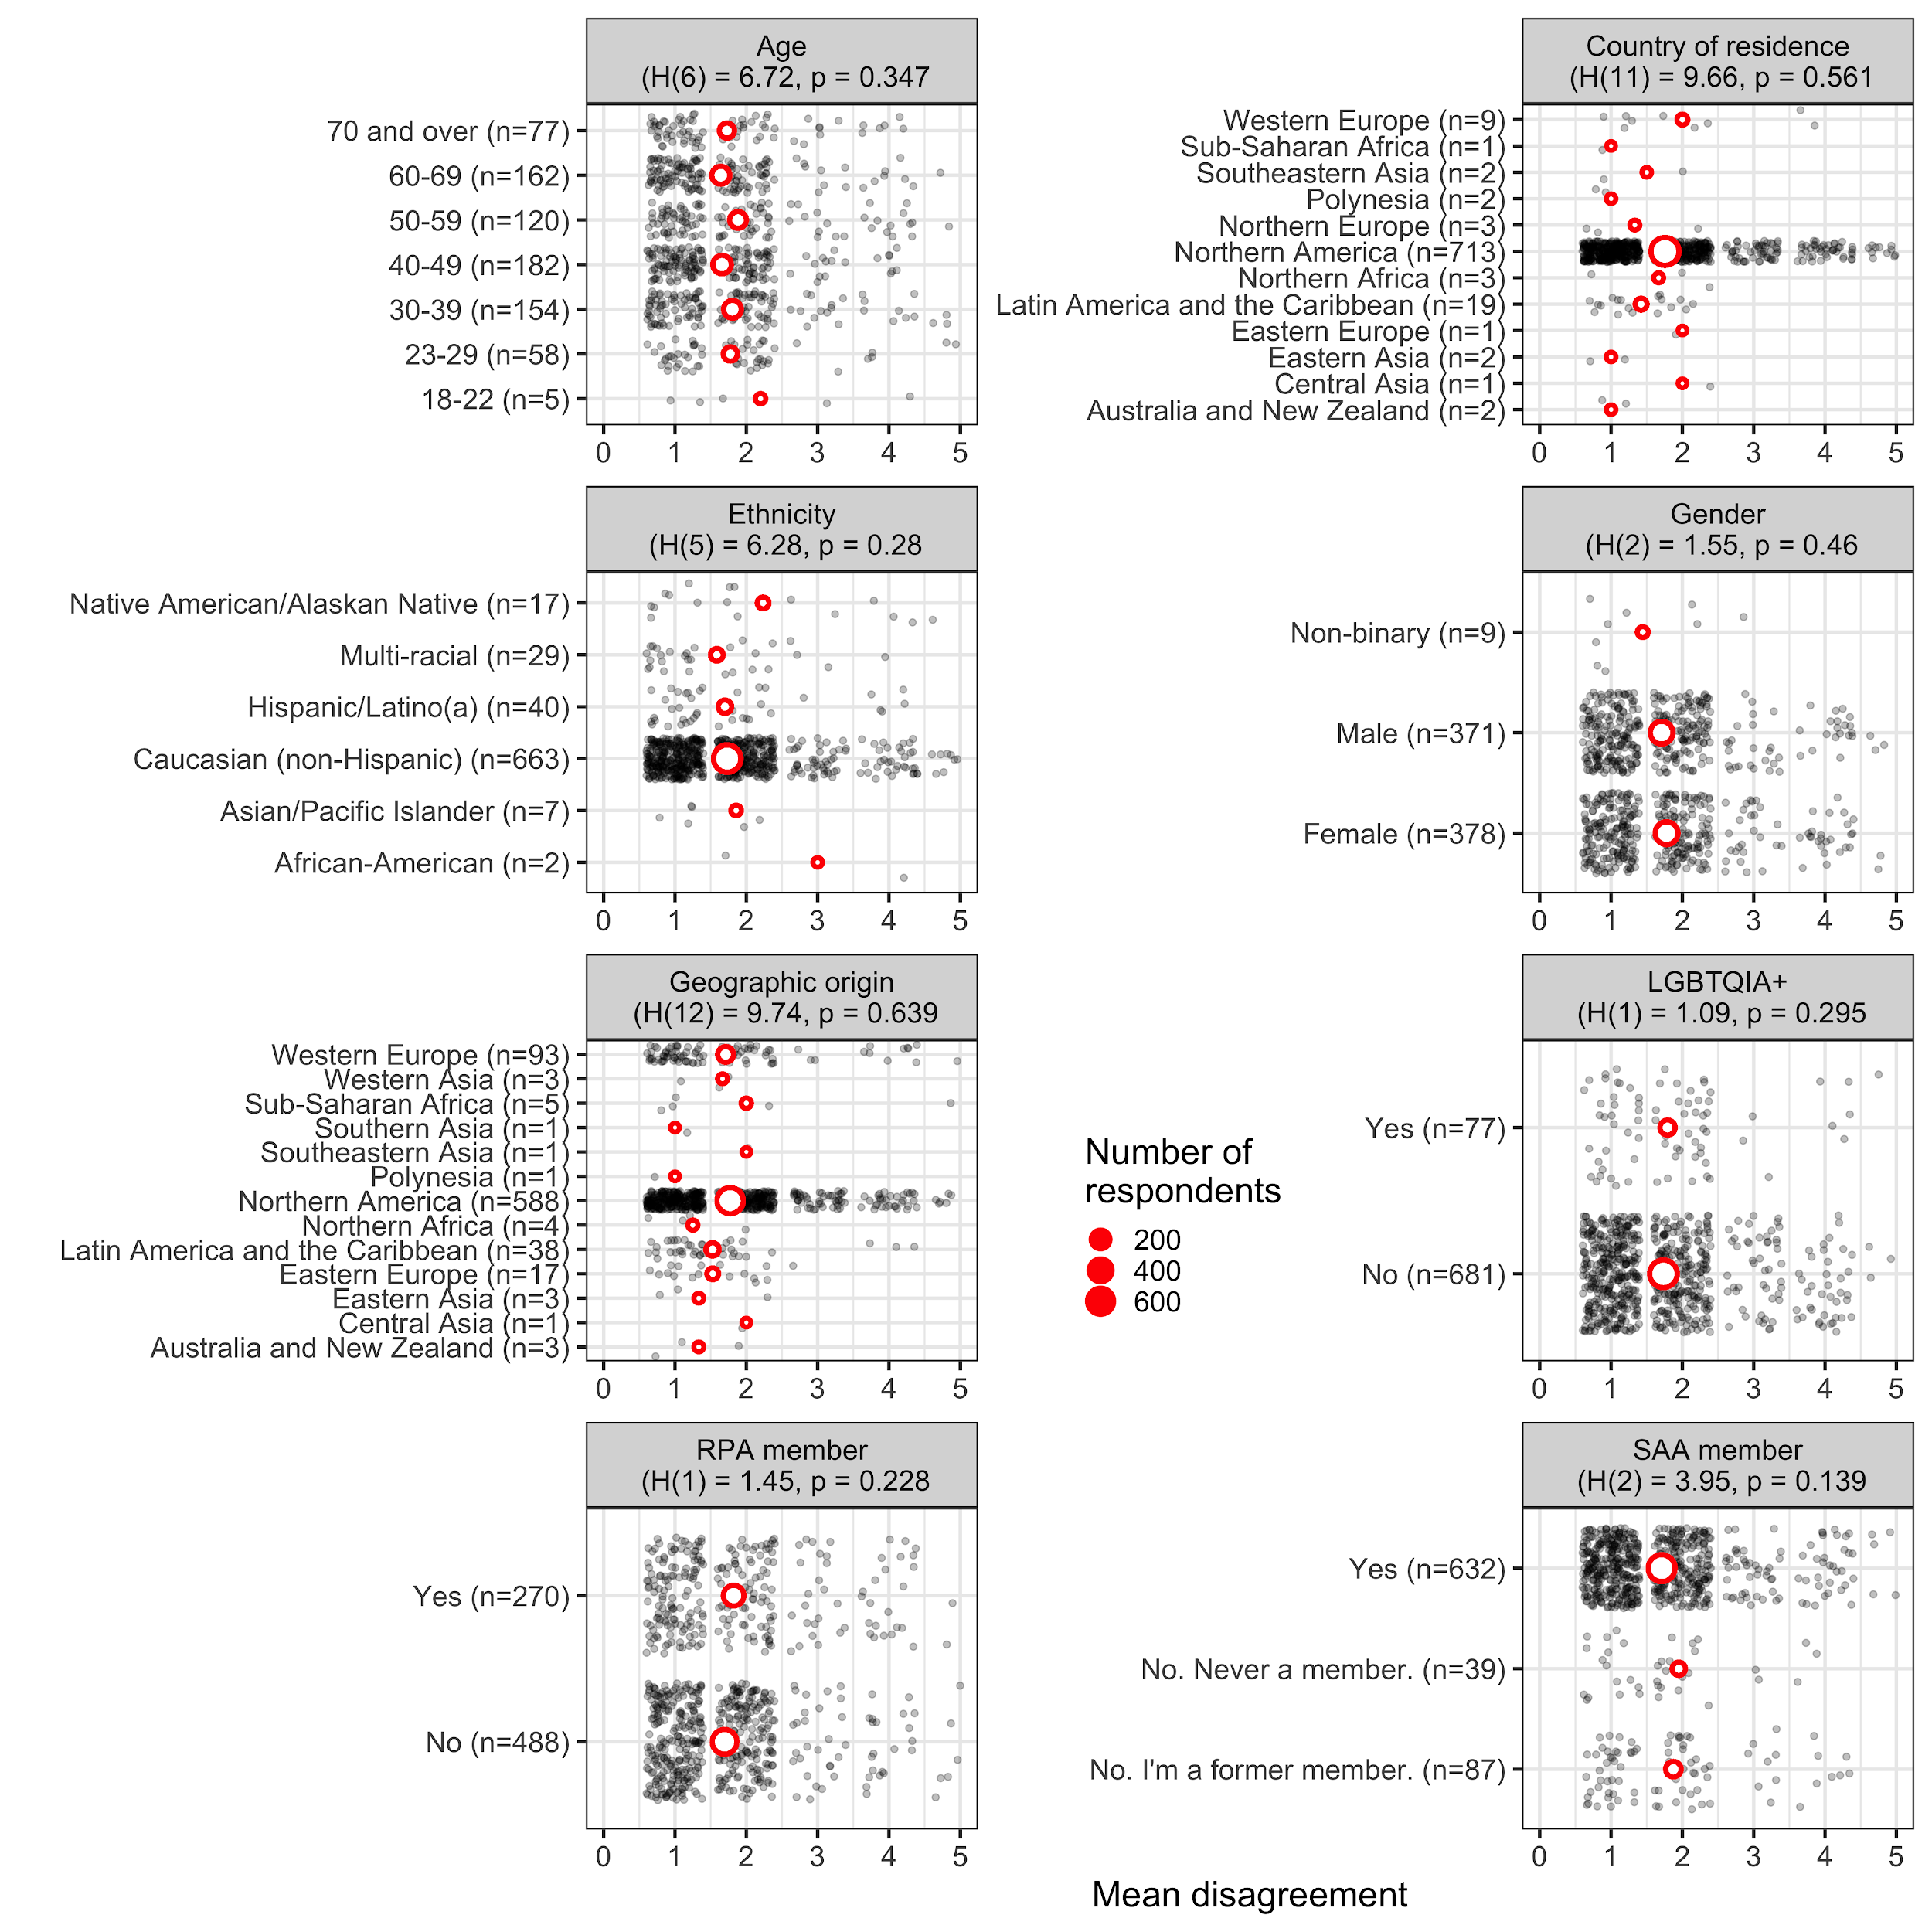 Age
(H(6) = 6.72, p = 0.347)
70 and over (n=77)
60-69 (n=162)
50-59 (n=120)
40-49 (n=182)
30-39 (n=154)
23-29 (n=58)
18-22 (n=5)
0 1 2 3 4 5
Country of residence
(H(11) = 9.66, p = 0.561)
Western Europe (n=9)
Sub-Saharan Africa (n=1)
Southeastern Asia (n=2)
Polynesia (n=2)
Northern Europe (n=3)
Northern America (n=713)
Northern Africa (n=3)
Latin America and the Caribbean (n=19)
Eastern Europe (n=1)
Eastern Asia (n=2)
Central Asia (n=1)
Australia and New Zealand (n=2)
0 1 2 3 4 5
Ethnicity
(H(5) = 6.28, p = 0.28)
Native American/Alaskan Native (n=17)
Multi-racial (n=29)
Hispanic/Latino(a) (n=40)
Caucasian (non-Hispanic) (n=663)
Asian/Pacific Islander (n=7)
African-American (n=2)
0 1 2 3 4 5
Gender
(H(2) = 1.55, p = 0.46)
Non-binary (n=9)
Male (n=371)
Female (n=378)
0 1 2 3 4 5
Geographic origin
(H(12) = 9.74, p = 0.639)
Western Europe (n=93)
Western Asia (n=3)
Sub-Saharan Africa (n=5)
Southern Asia (n=1)
Southeastern Asia (n=1)
Polynesia (n=1)
Northern America (n=588)
Northern Africa (n=4)
Latin America and the Caribbean (n=38)
Eastern Europe (n=17)
Eastern Asia (n=3)
Central Asia (n=1)
Australia and New Zealand (n=3)
0 1 2 3 4 5
Number of
respondents
200
400
600
LGBTQIA+
(H(1) = 1.09, p = 0.295)
Yes (n=77)
No (n=681)
0 1 2 3 4 5
RPA member
(H(1) = 1.45, p = 0.228)
Yes (n=270)
No (n=488)
0 1 2 3 4 5
SAA member
(H(2) = 3.95, p = 0.139)
Yes (n=632)
No. Never a member. (n=39)
No. I'm a former member. (n=87)
0 1 2 3 4 5
Mean disagreement